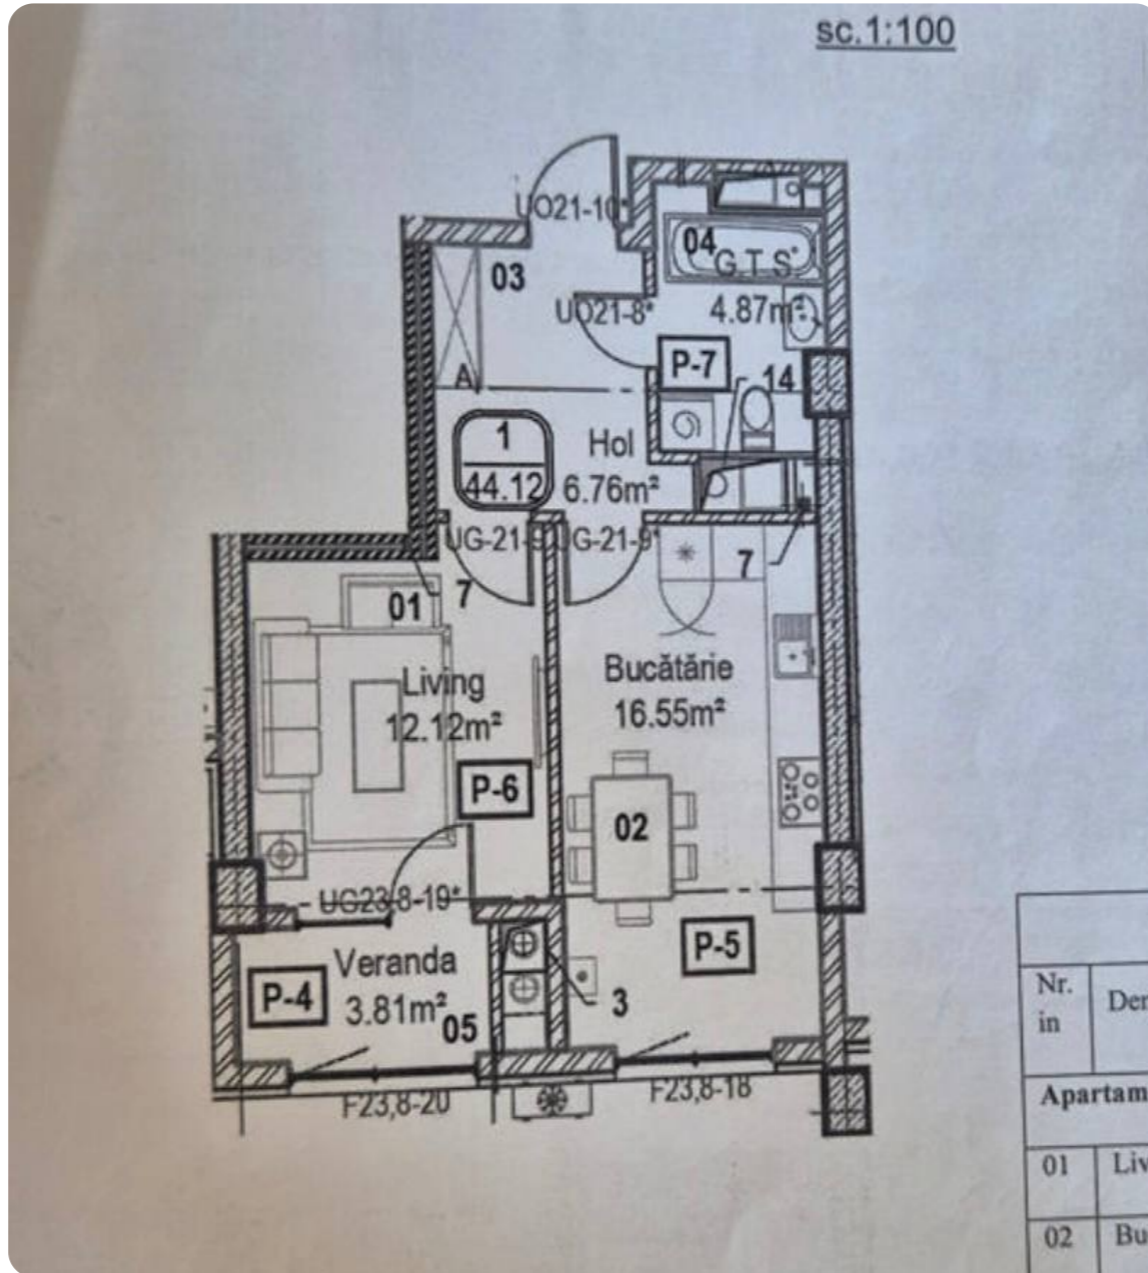 sc.1:100
UO21-10*
03
04
G.T.S*
4.87m²
UO21-8*
P-7
14
A
1
44.12
Hol
6.76m²
UG-21-9*
UG-21-9*
7
7
01
Living
12.12m²
Bucătărie
16.55m²
P-6
02
UG23,8-19*
Veranda
3.81m²
P-4
05
P-5
3
F23,8-20
F23,8-18
Nr.
in
Apartam
01
02